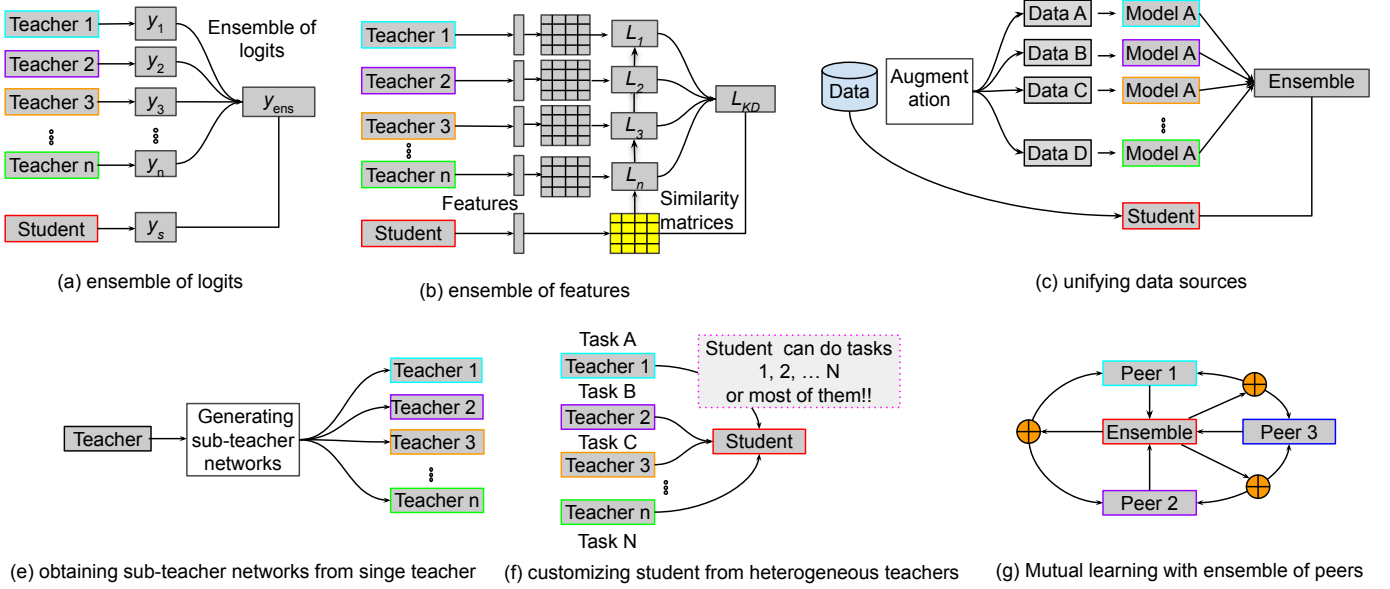 Teacher 1
y1
Ensemble of
logits
Teacher 2
y2
Teacher 3
y3
yens
Teacher n
yn
Student
ys
(a) ensemble of logits
Teacher 1
L1
Teacher 2
L2
LKD
Teacher 3
L3
Teacher n
Ln
Features
Similarity
matrices
Student
(b) ensemble of features
Data
Augment
ation
Data A
Model A
Data B
Model A
Data C
Model A
Data D
Model A
Ensemble
Student
(c) unifying data sources
Teacher
Generating
sub-teacher
networks
Teacher 1
Teacher 2
Teacher 3
Teacher n
(e) obtaining sub-teacher networks from singe teacher
Task A
Teacher 1
Task B
Teacher 2
Task C
Teacher 3
Teacher n
Task N
Student can do tasks
1, 2, ... N
or most of them!!
Student
(f) customizing student from heterogeneous teachers
Peer 1
Ensemble
Peer 3
Peer 2
(g) Mutual learning with ensemble of peers